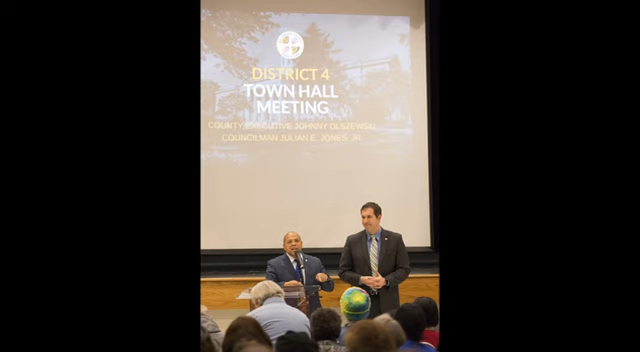 DISTRICT 4
TOWN HALL
MEETING
COUNTY EXECUTIVE JOHNNY OLSZEWSKI
COUNCILMAN JULIAN E. JONES, JR.